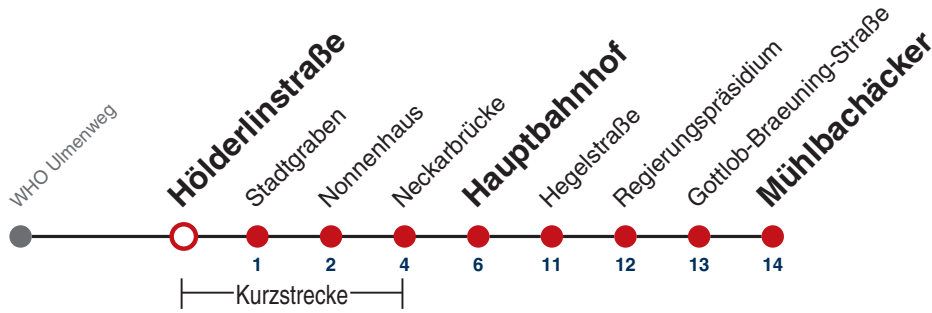 WHO Ulmenweg
Hölderlinstraße
Stadtgraben
Nonnenhaus
Neckarbrücke
Hauptbahnhof
Hegelstraße
Regierungspräsidium
Gottlob-Braeuning-Straße
Mühlbachäcker
1 2 4 6 11 12 13 14
Kurzstrecke